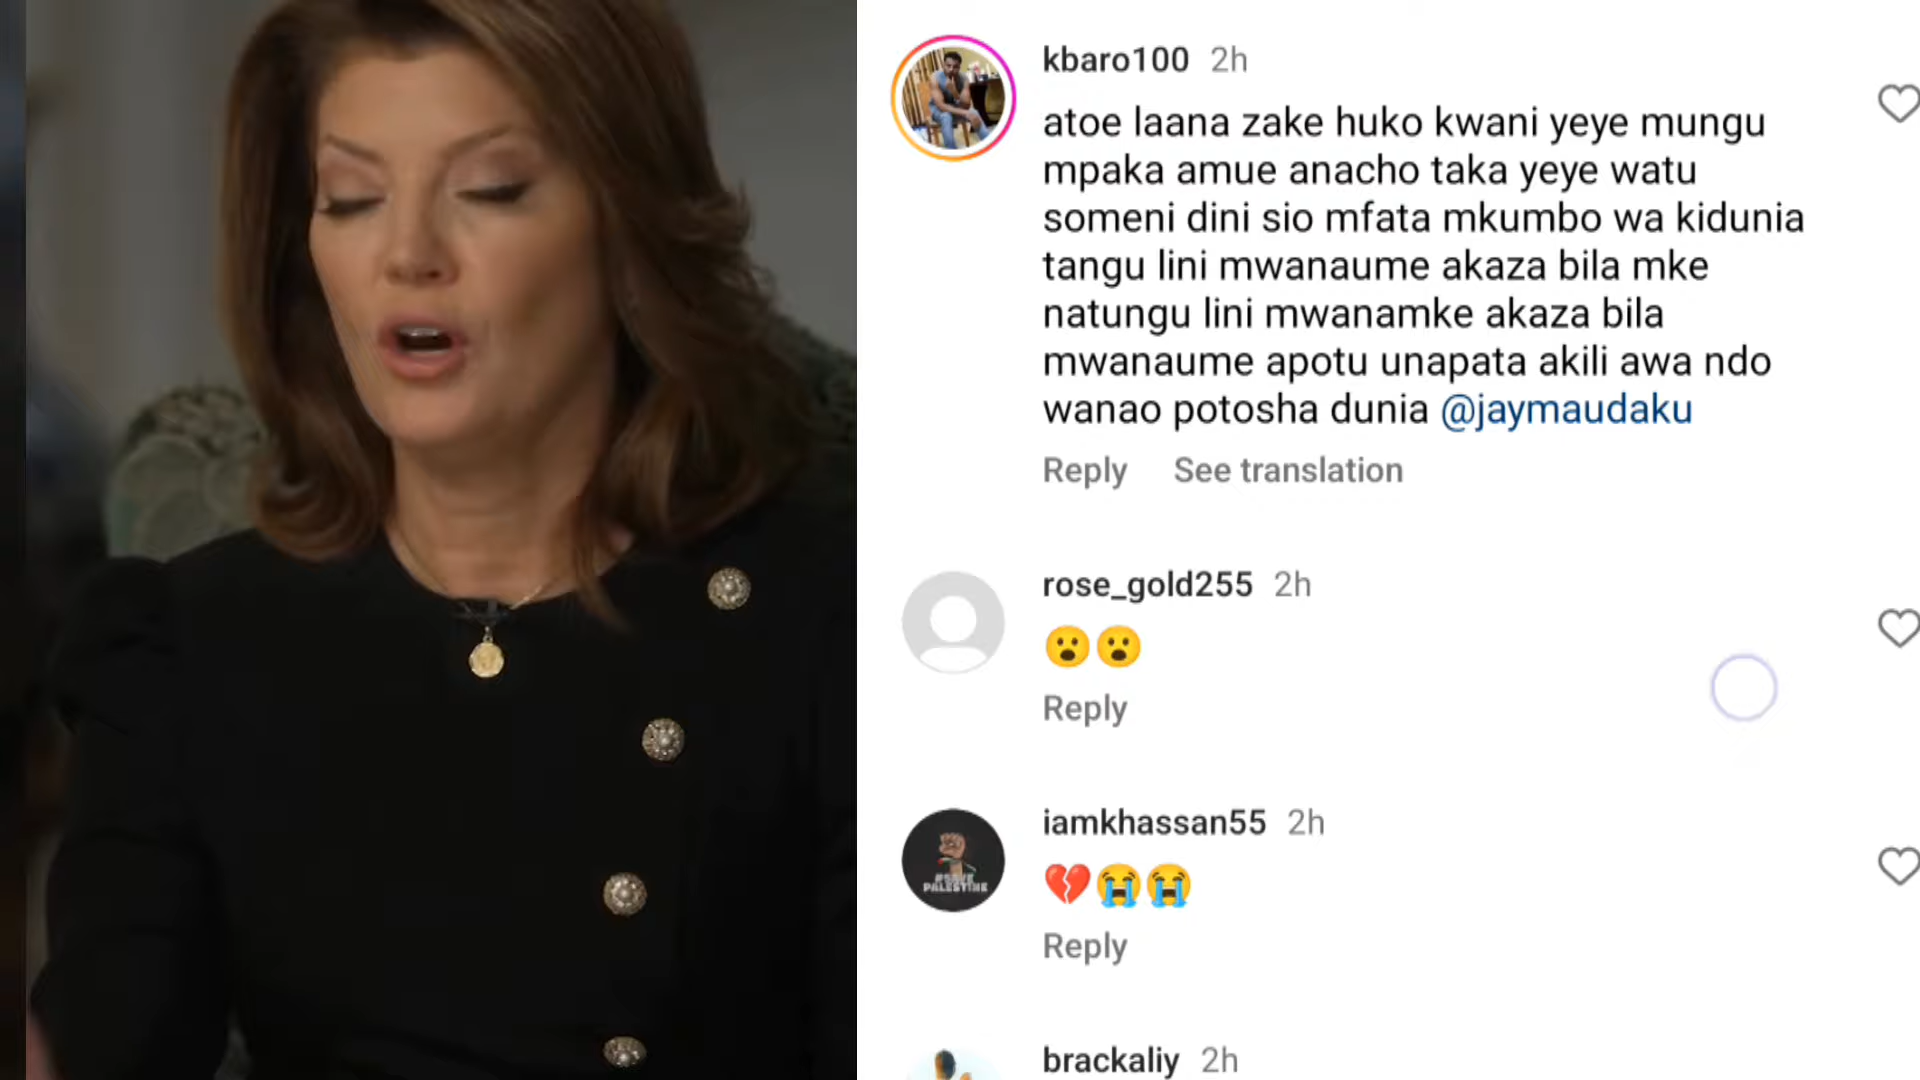 kbaro100 2h
atoe laana zake huko kwani yeye mungu
mpaka amue anacho taka yeye watu
someni dini sio mfata mkumbo wa kidunia
tangu lini mwanaume akaza bila mke
natungu lini mwanamke akaza bila
mwanaume apotu unapata akili awa ndo
wanao potosha dunia @jaymaudaku
Reply See translation
rose_gold255 2h
😮😮
Reply
iamkhassan55 2h
#SAVE
PALESTINE
💔😭😭
Reply
brackaliy 2h